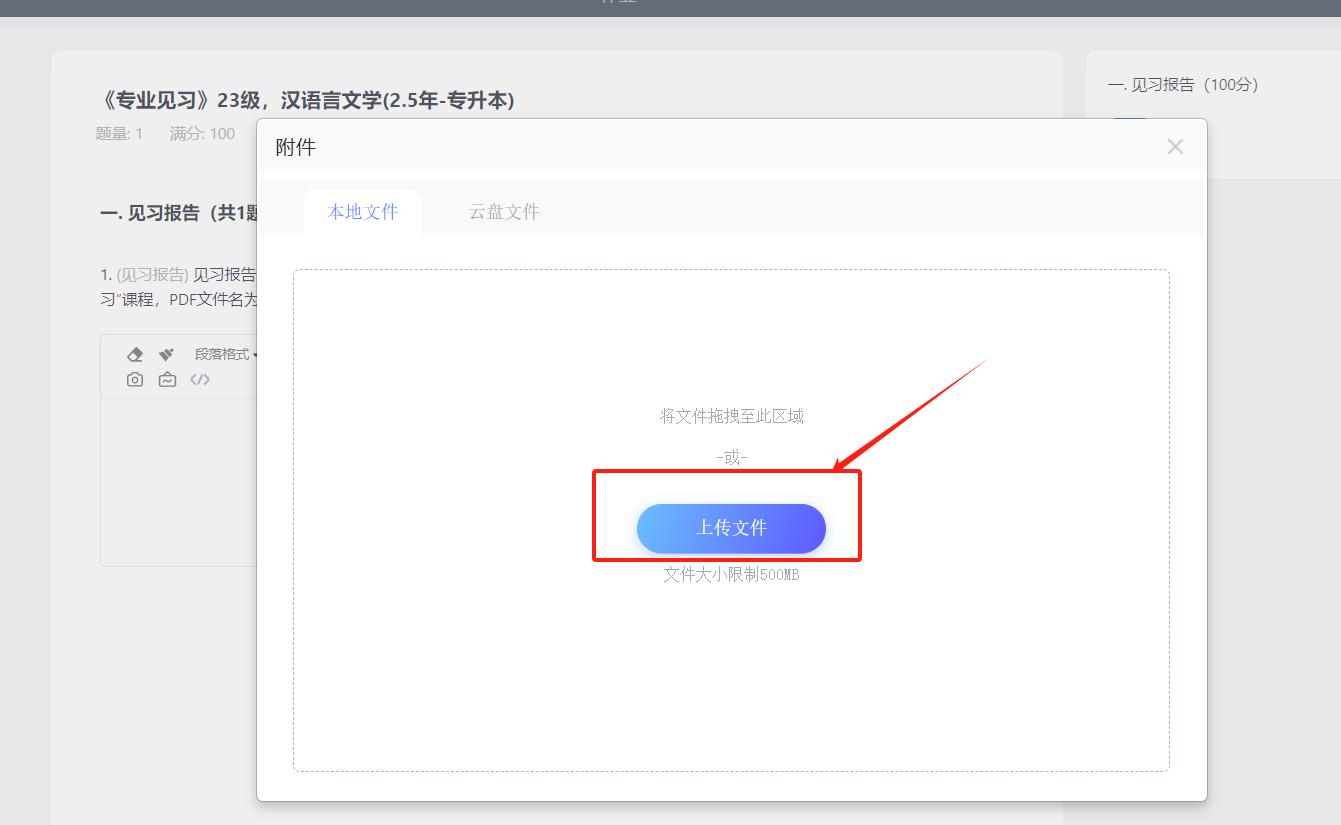 《专业见习》23级，汉语言文学(2.5年-专升本)
题量: 1 满分: 100
一. 见习报告（100分）
附件
本地文件 云盘文件
一. 见习报告（共1题
1. (见习报告) 见习报告
习”课程，PDF文件名为
段落格式
将文件拖拽至此区域
-或-
上传文件
文件大小限制500MB